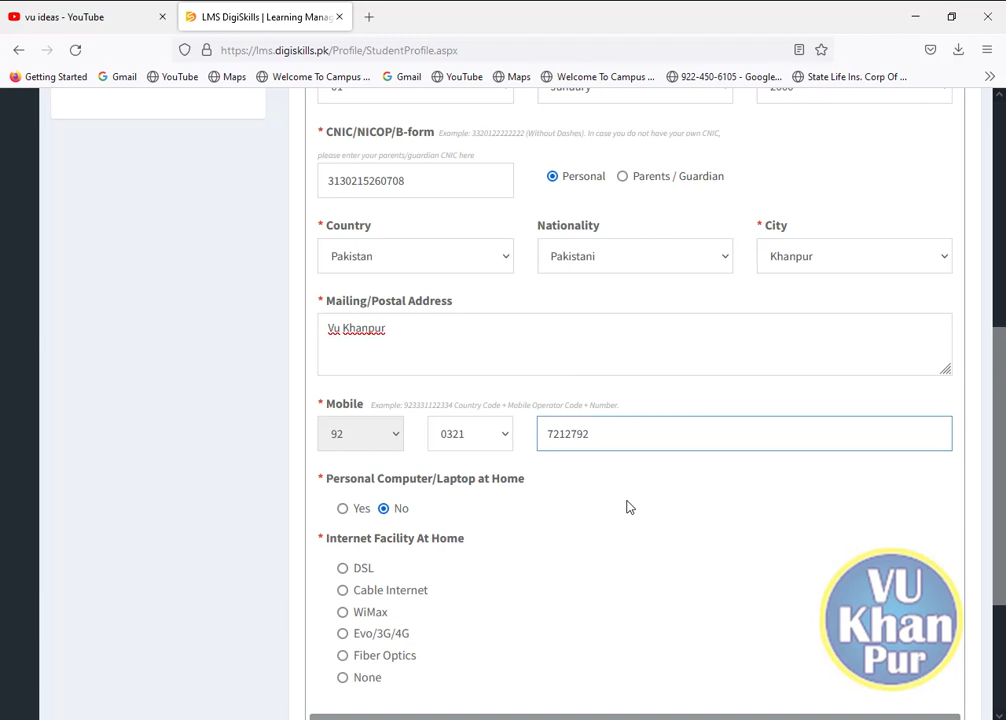 vu ideas - YouTube
LMS DigiSkills | Learning Manag
https://lms.digiskills.pk/Profile/StudentProfile.aspx
Getting Started Gmail YouTube Maps Welcome To Campus ... Gmail YouTube Maps Welcome To Campus ... 922-450-6105 - Google... State Life Ins. Corp Of ...
01 January 2000
* CNIC/NICOP/B-form Example: 3320122222222 (Without Dashes). In case you do not have your own CNIC,
please enter your parents/guardian CNIC here
3130215260708 Personal Parents / Guardian
* Country Nationality * City
Pakistan Pakistani Khanpur
* Mailing/Postal Address
Vu Khanpur
* Mobile Example: 923331122334 Country Code + Mobile Operator Code + Number.
92 0321 7212792
* Personal Computer/Laptop at Home
Yes No
* Internet Facility At Home
DSL
Cable Internet
WiMax
Evo/3G/4G
Fiber Optics
None
VU
Khan
Pur